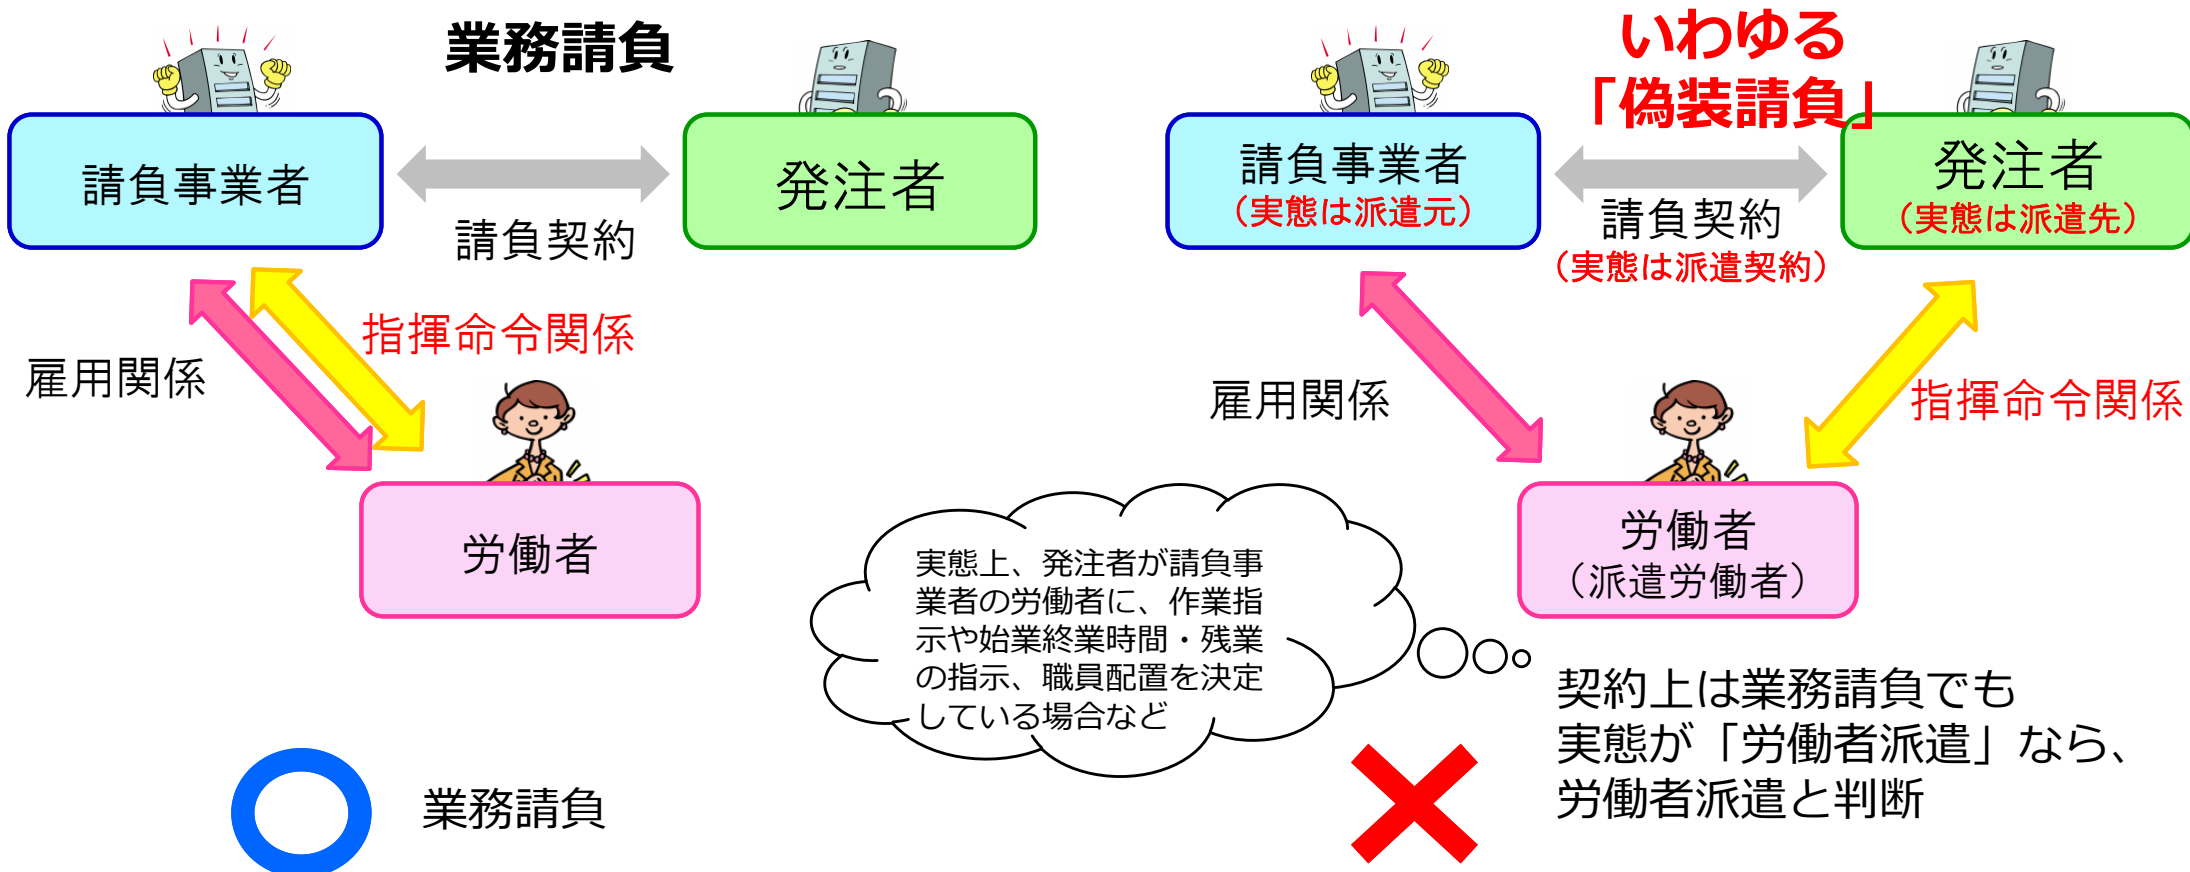 業務請負
請負事業者
発注者
請負契約
指揮命令関係
雇用関係
労働者
業務請負
いわゆる
「偽装請負」
請負事業者
（実態は派遣元）
発注者
（実態は派遣先）
請負契約
（実態は派遣契約）
雇用関係
指揮命令関係
労働者
（派遣労働者）
実態上、発注者が請負事
業者の労働者に、作業指
示や始業終業時間・残業
の指示、職員配置を決定
している場合など
契約上は業務請負でも
実態が「労働者派遣」なら、
労働者派遣と判断